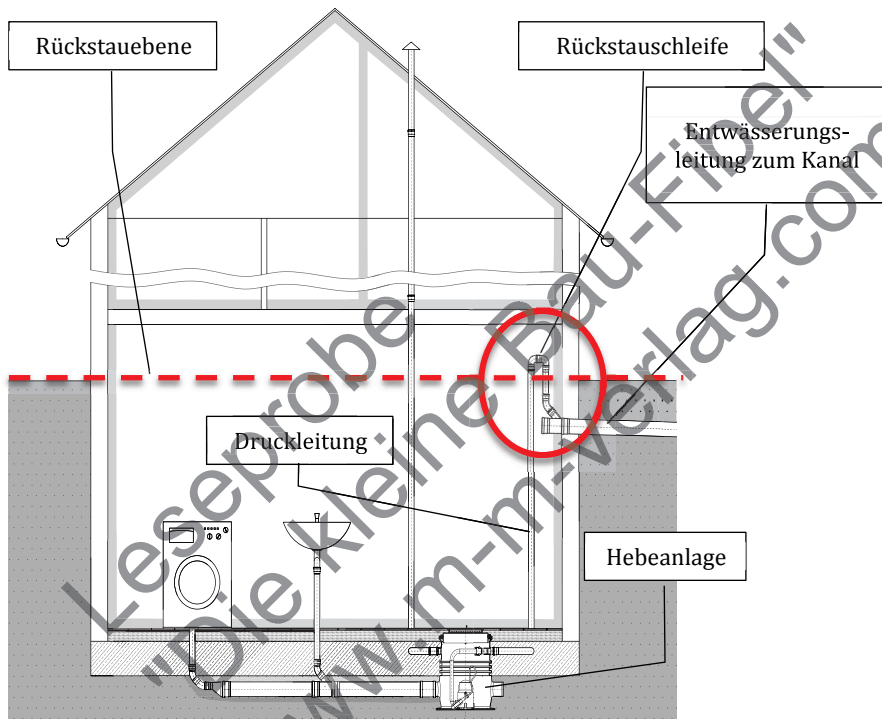 Rückstauebene
Rückstauschleife
Entwässerungs-
leitung zum Kanal
Druckleitung
Hebeanlage
Leseprobe
"Die kleine Bau-Fibel"
www.m-m-verlag.com